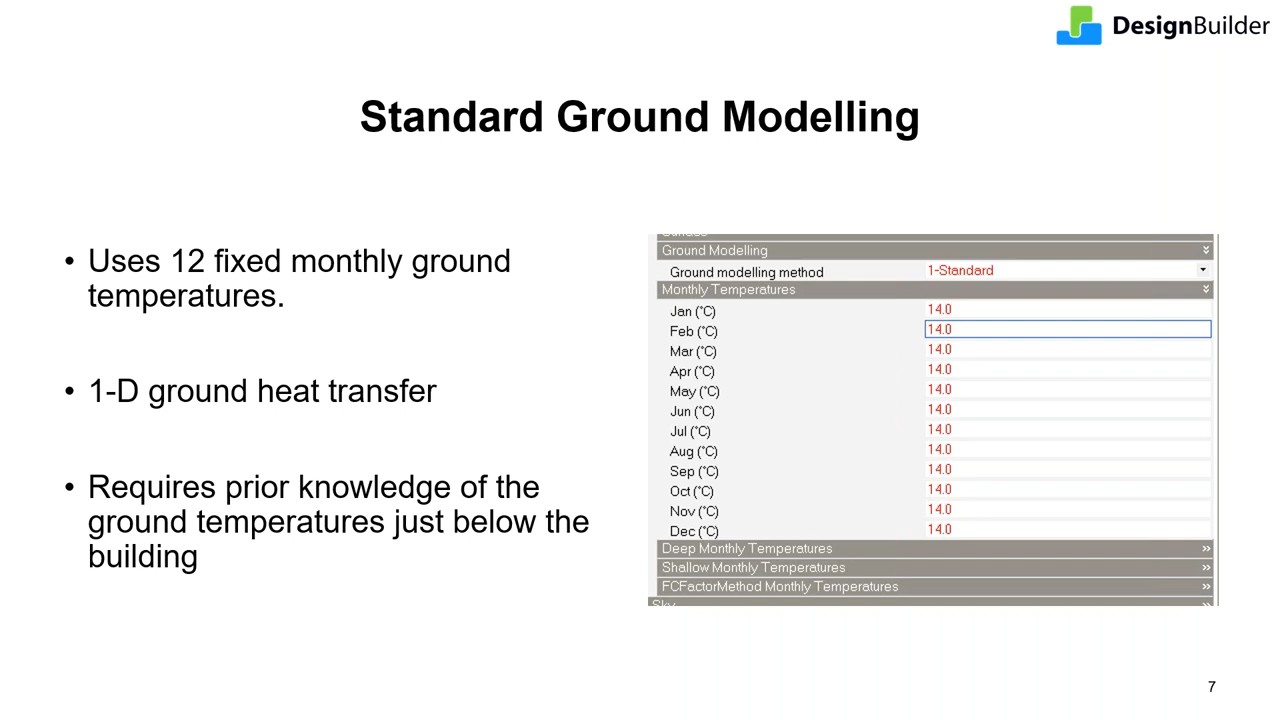 DesignBuilder
Standard Ground Modelling
• Uses 12 fixed monthly ground
temperatures.
• 1-D ground heat transfer
• Requires prior knowledge of the
ground temperatures just below the
building
Ground Modelling
Ground modelling method 1-Standard
Monthly Temperatures
Jan (°C) 14.0
Feb (°C) 14.0
Mar (°C) 14.0
Apr (°C) 14.0
May (°C) 14.0
Jun (°C) 14.0
Jul (°C) 14.0
Aug (°C) 14.0
Sep (°C) 14.0
Oct (°C) 14.0
Nov (°C) 14.0
Dec (°C) 14.0
Deep Monthly Temperatures
Shallow Monthly Temperatures
FCFactorMethod Monthly Temperatures
Sky
7